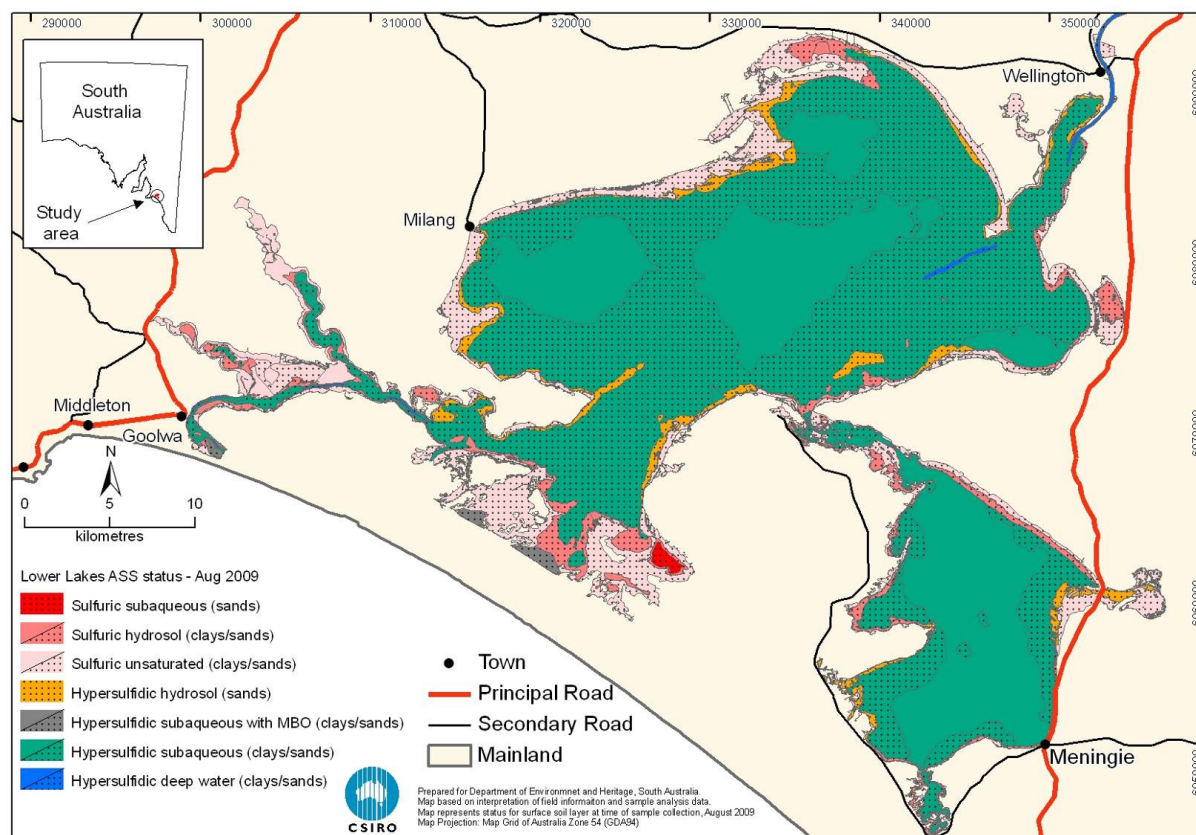 290000
300000
310000
320000
330000
340000
350000
6090000
6080000
6070000
6060000
6050000
South
Australia
Study
area
Wellington
Milang
Middleton
Goolwa
Meningie
N
0 5 10
kilometres
Lower Lakes ASS status - Aug 2009
Sulfuric subaqueous (sands)
Sulfuric hydrosol (clays/sands)
Sulfuric unsaturated (clays/sands)
Hypersulfidic hydrosol (sands)
Hypersulfidic subaqueous with MBO (clays/sands)
Hypersulfidic subaqueous (clays/sands)
Hypersulfidic deep water (clays/sands)
Town
Principal Road
Secondary Road
Mainland
CSIRO
Prepared for Department of Environmnet and Heritage, South Australia.
Map based on interpretation of field informaiton and sample analysis data.
Map represents status for surface soil layer at time of sample collection, August 2009
Map Projection: Map Grid of Australia Zone 54 (GDA94)